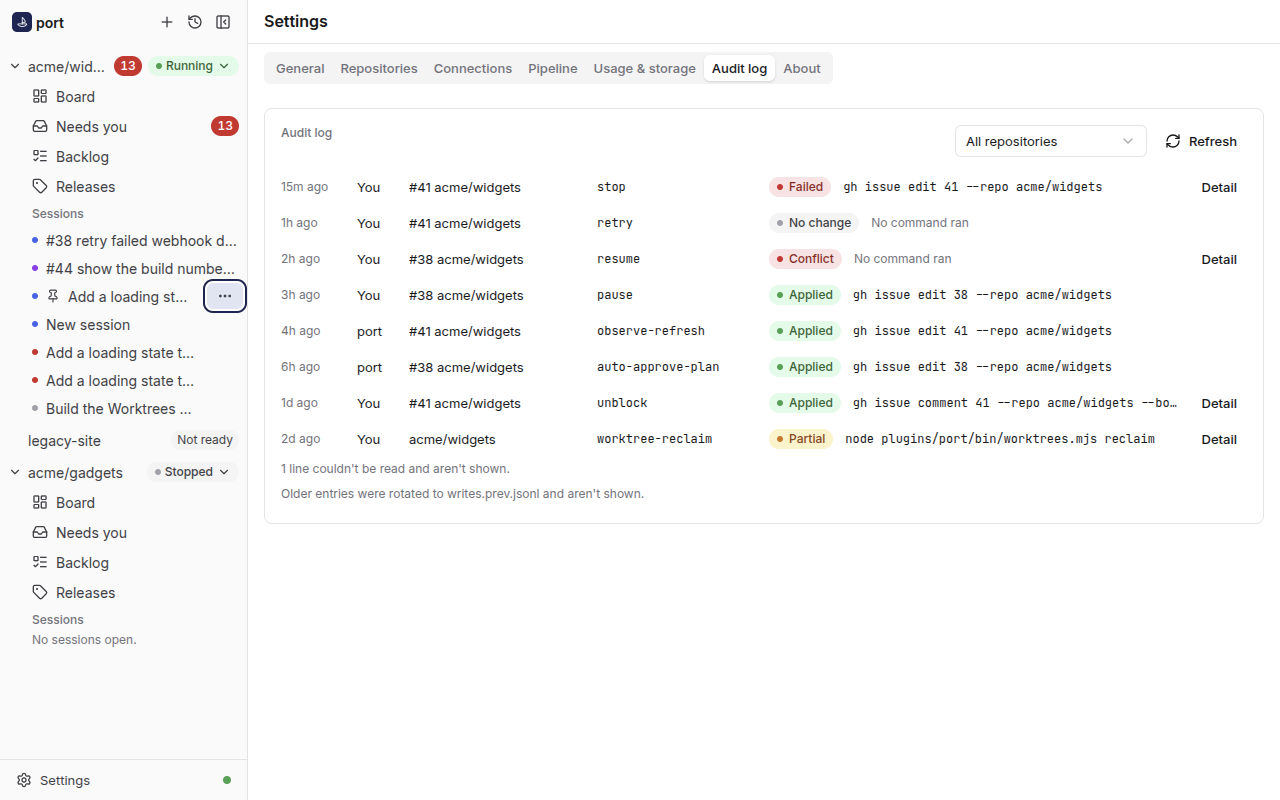 port
acme/wid...
13
Running
Board
Needs you
13
Backlog
Releases
Sessions
#38 retry failed webhook d...
#44 show the build numbe...
Add a loading st...
New session
Add a loading state t...
Add a loading state t...
Build the Worktrees ...
legacy-site
Not ready
acme/gadgets
Stopped
Board
Needs you
Backlog
Releases
Sessions
No sessions open.
Settings
Settings
General Repositories Connections Pipeline Usage & storage Audit log About
Audit log
All repositories
Refresh
15m ago You #41 acme/widgets stop Failed gh issue edit 41 --repo acme/widgets Detail
1h ago You #41 acme/widgets retry No change No command ran
2h ago You #38 acme/widgets resume Conflict No command ran Detail
3h ago You #38 acme/widgets pause Applied gh issue edit 38 --repo acme/widgets
4h ago port #41 acme/widgets observe-refresh Applied gh issue edit 41 --repo acme/widgets
6h ago port #38 acme/widgets auto-approve-plan Applied gh issue edit 38 --repo acme/widgets
1d ago You #41 acme/widgets unblock Applied gh issue comment 41 --repo acme/widgets --bo… Detail
2d ago You acme/widgets worktree-reclaim Partial node plugins/port/bin/worktrees.mjs reclaim Detail
1 line couldn't be read and aren't shown.
Older entries were rotated to writes.prev.jsonl and aren't shown.